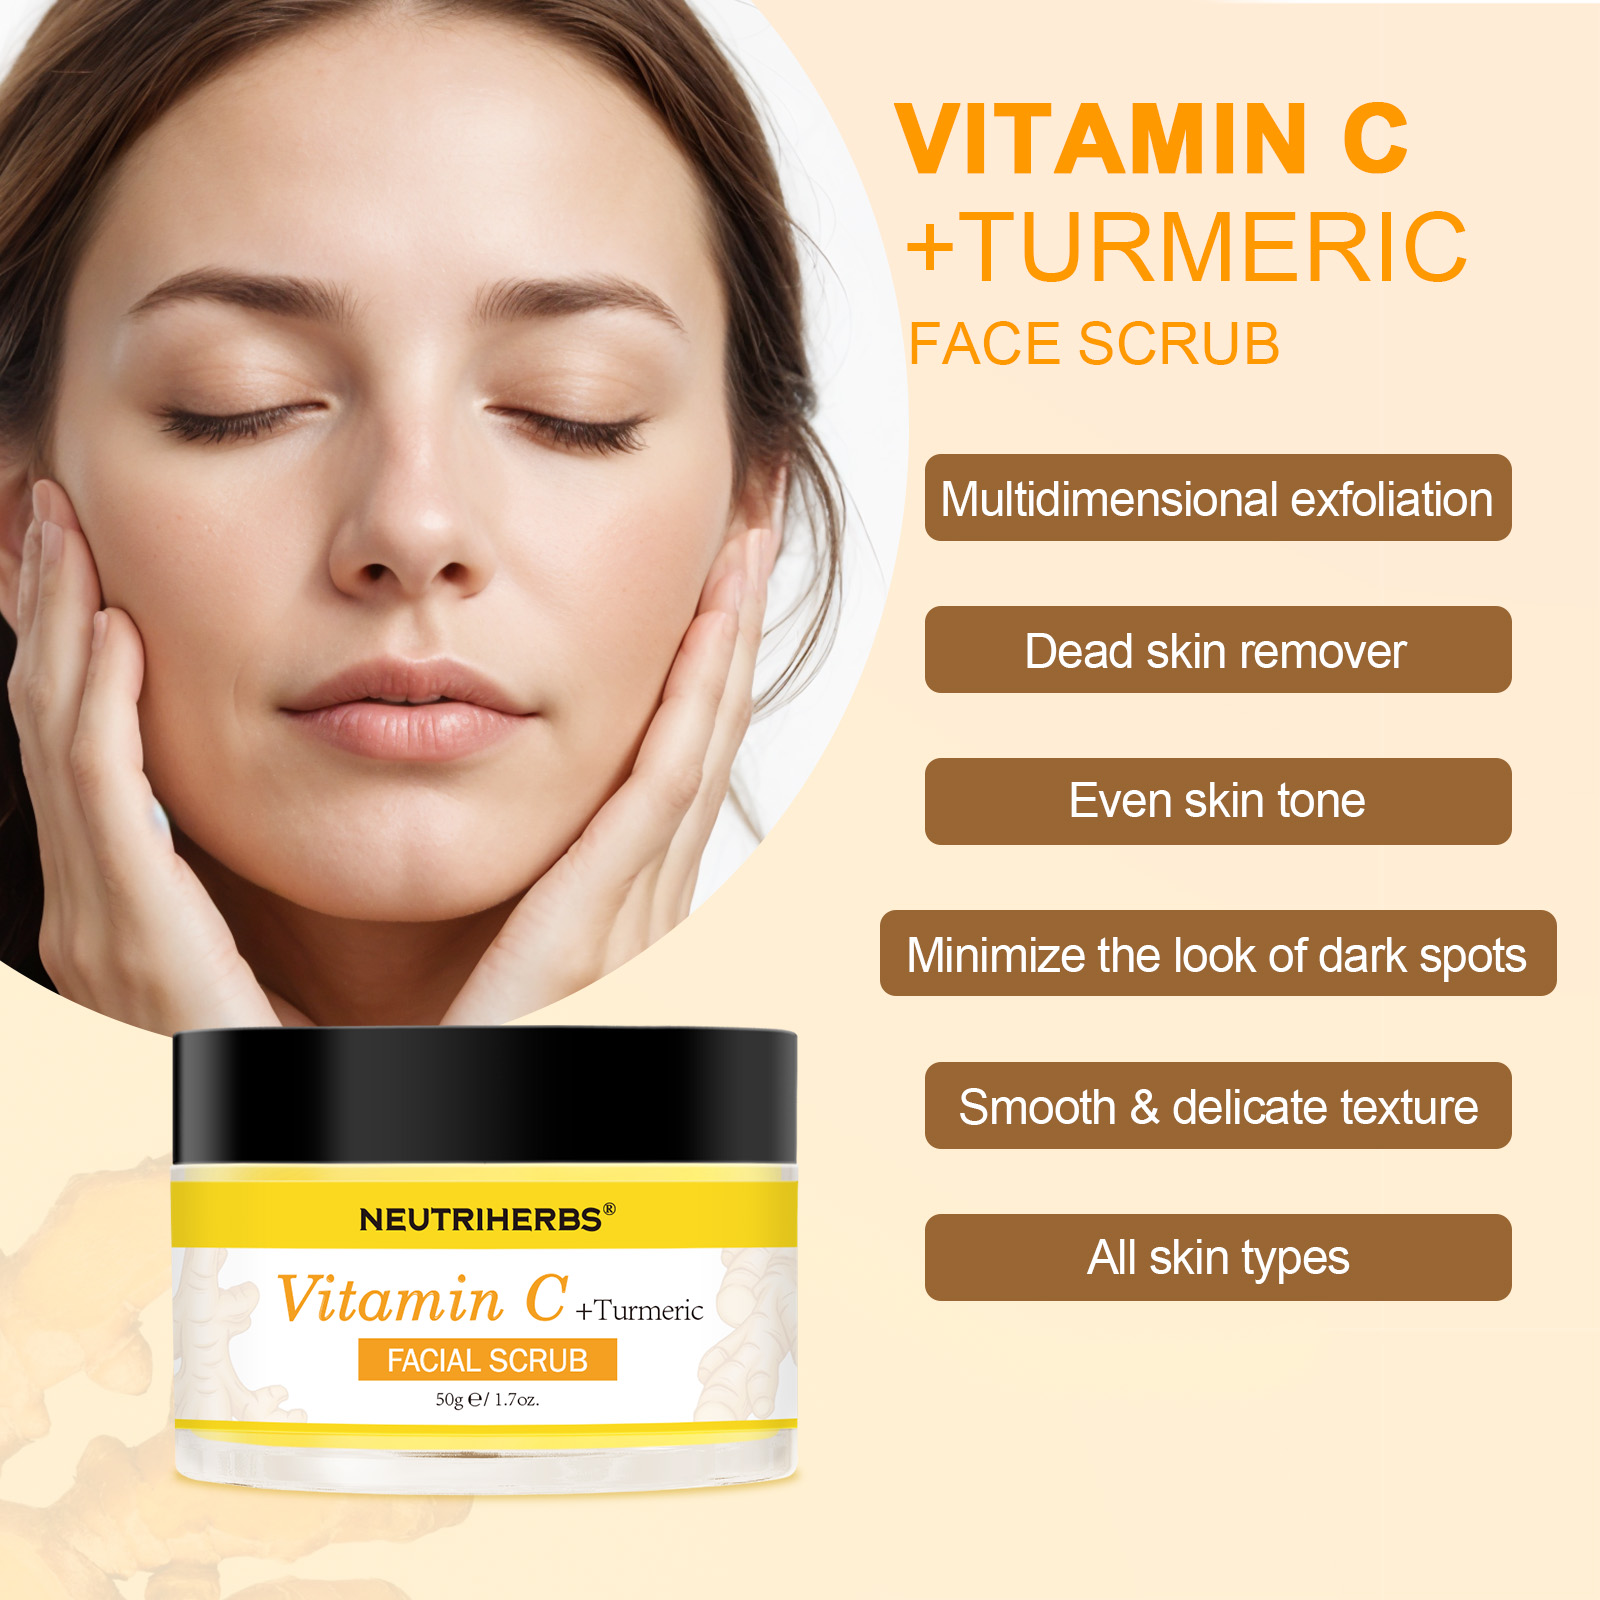 VITAMIN C
+TURMERIC
FACE SCRUB
Multidimensional exfoliation
Dead skin remover
Even skin tone
Minimize the look of dark spots
Smooth & delicate texture
All skin types
NEUTRIHERBS®
Vitamin C +Turmeric
FACIAL SCRUB
50g ℮/ 1.7oz.